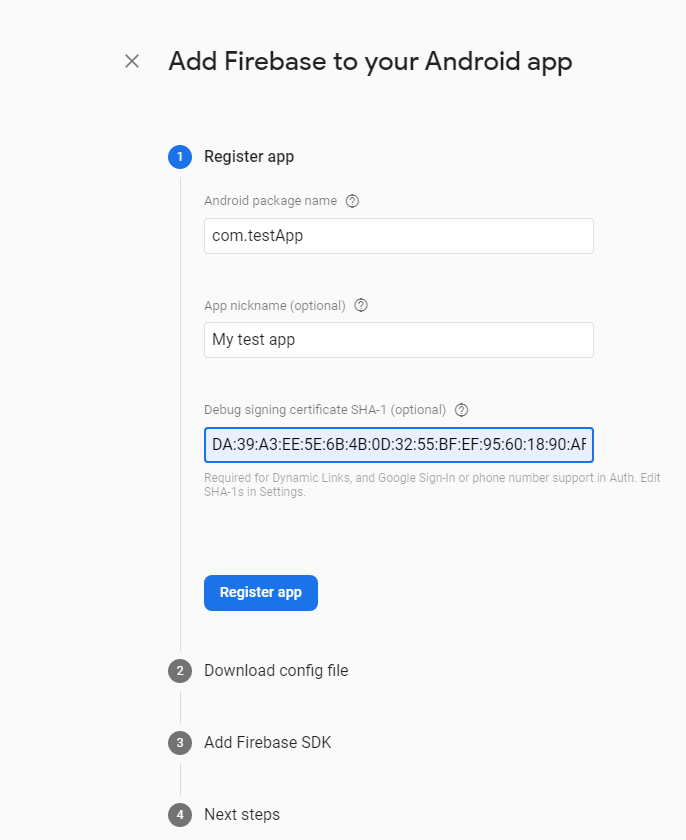 Add Firebase to your Android app
1 Register app
Android package name
com.testApp
App nickname (optional)
My test app
Debug signing certificate SHA-1 (optional)
DA:39:A3:EE:5E:6B:4B:0D:32:55:BF:EF:95:60:18:90:AF
Required for Dynamic Links, and Google Sign-In or phone number support in Auth. Edit
SHA-1s in Settings.
Register app
2 Download config file
3 Add Firebase SDK
4 Next steps